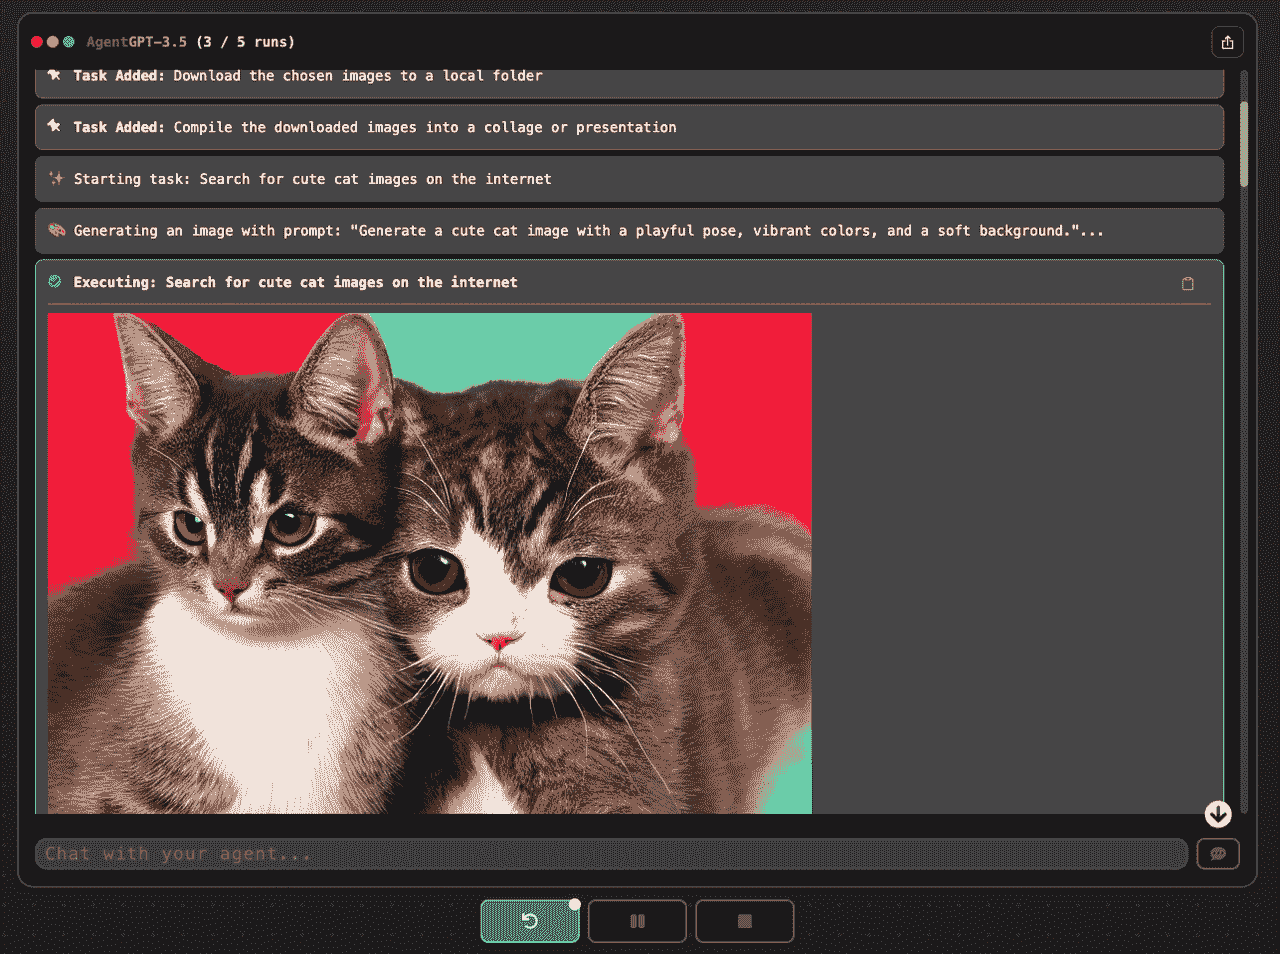 AgentGPT-3.5 (3 / 5 runs)
Task Added: Download the chosen images to a local folder
Task Added: Compile the downloaded images into a collage or presentation
Starting task: Search for cute cat images on the internet
Generating an image with prompt: "Generate a cute cat image with a playful pose, vibrant colors, and a soft background."...
Executing: Search for cute cat images on the internet
Chat with your agent...